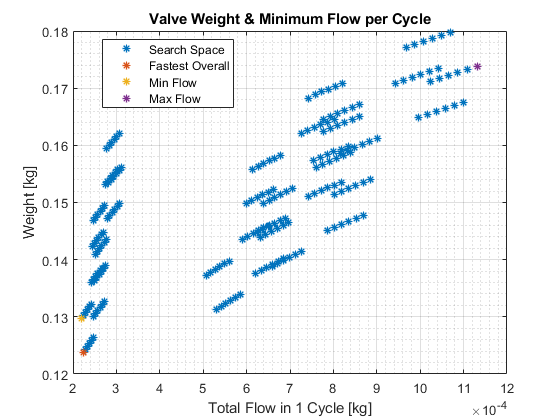 Valve Weight & Minimum Flow per Cycle
0.18
0.17
0.16
0.15
0.14
0.13
0.12
Weight [kg]
Search Space
Fastest Overall
Min Flow
Max Flow
2 3 4 5 6 7 8 9 10 11 12
Total Flow in 1 Cycle [kg]
×10-4